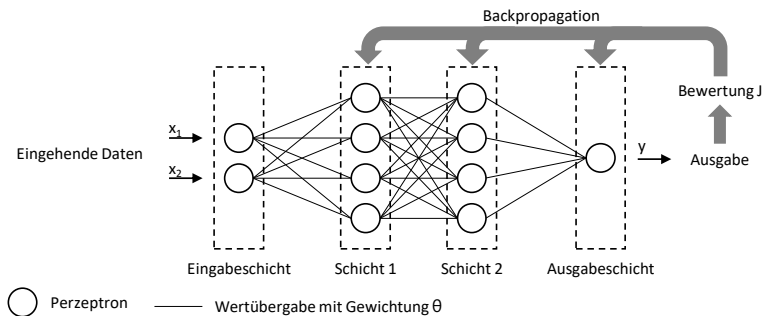 Backpropagation
Bewertung J
x₁
Eingehende Daten
x₂
y
Ausgabe
Eingabeschicht
Schicht 1
Schicht 2
Ausgabeschicht
Perzeptron
Wertübergabe mit Gewichtung θ